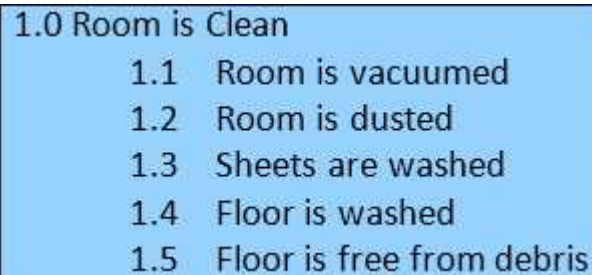 1.0 Room is Clean
1.1 Room is vacuumed
1.2 Room is dusted
1.3 Sheets are washed
1.4 Floor is washed
1.5 Floor is free from debris